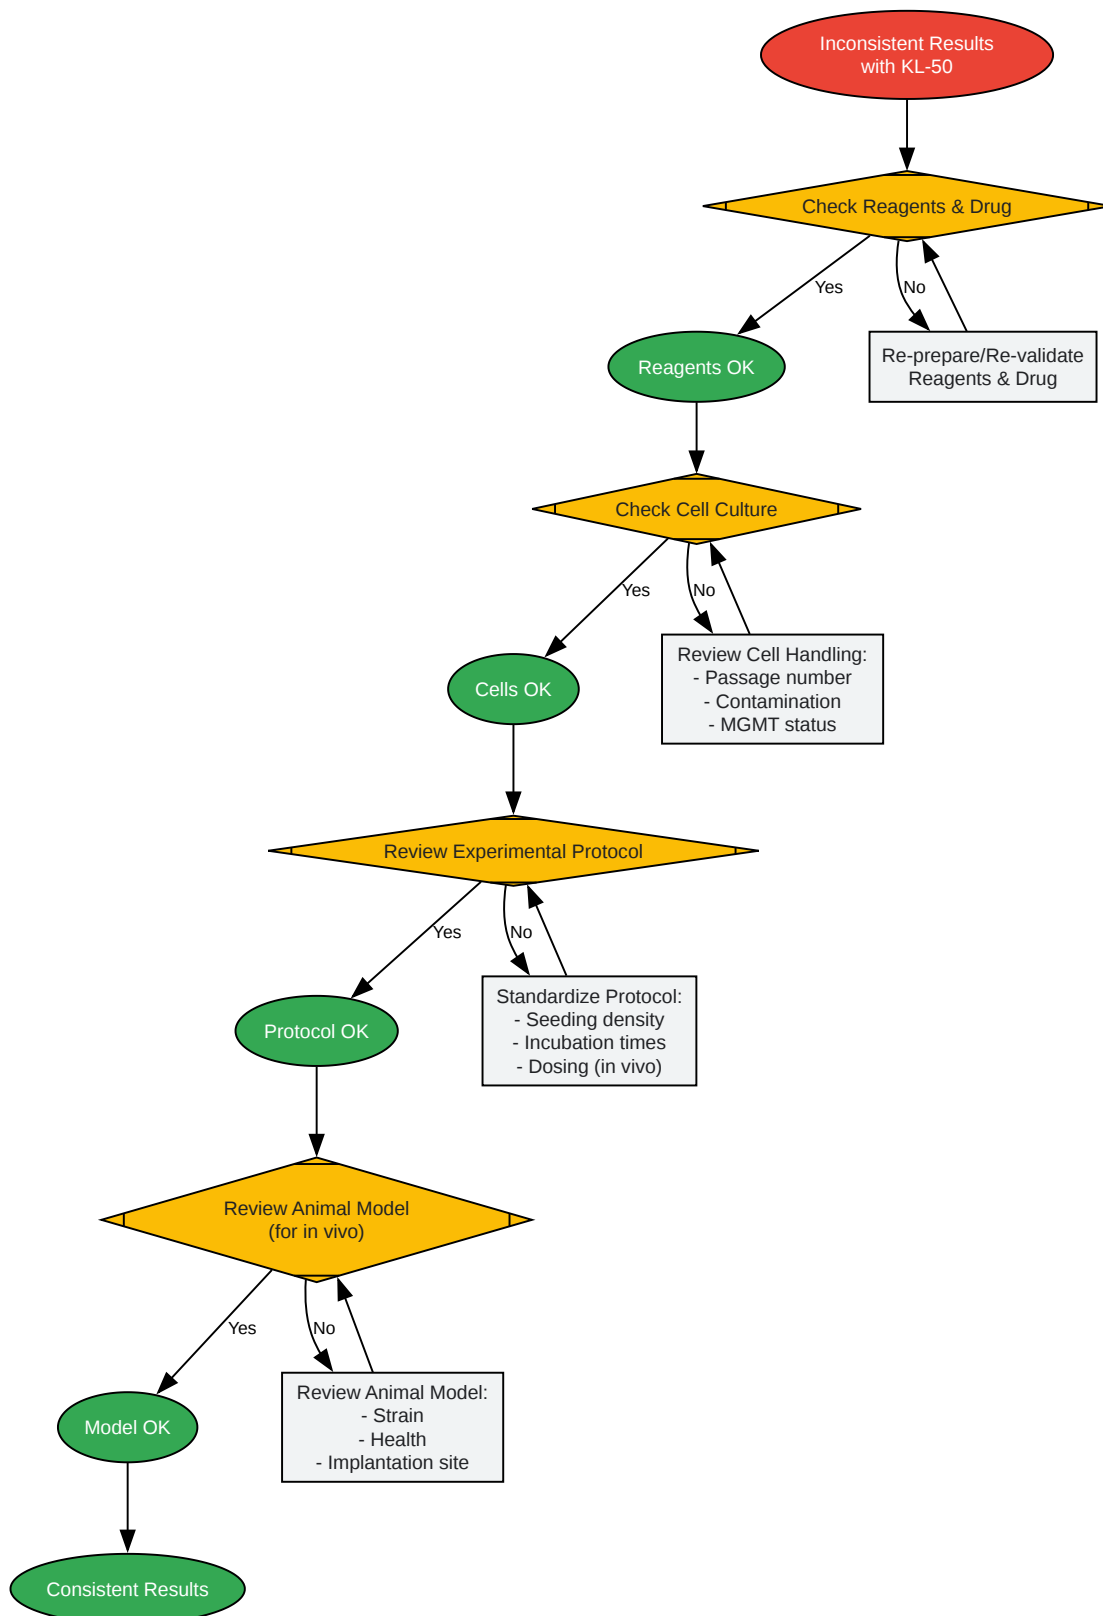 Inconsistent Results
with KL-50
Check Reagents & Drug
Yes
No
Reagents OK
Re-prepare/Re-validate
Reagents & Drug
Check Cell Culture
Yes
No
Cells OK
Review Cell Handling:
- Passage number
- Contamination
- MGMT status
Review Experimental Protocol
Yes
No
Protocol OK
Standardize Protocol:
- Seeding density
- Incubation times
- Dosing (in vivo)
Review Animal Model
(for in vivo)
Yes
No
Model OK
Review Animal Model:
- Strain
- Health
- Implantation site
Consistent Results